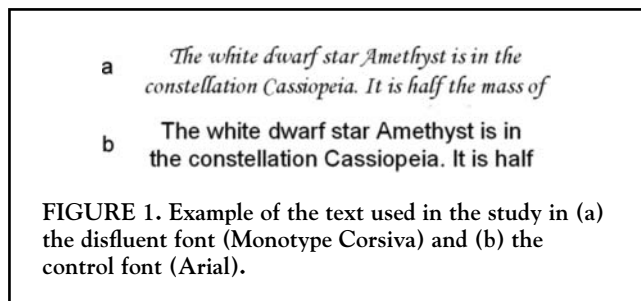 a
The white dwarf star Amethyst is in the
constellation Cassiopeia. It is half the mass of
b
The white dwarf star Amethyst is in
the constellation Cassiopeia. It is half
FIGURE 1. Example of the text used in the study in (a)
the disfluent font (Monotype Corsiva) and (b) the
control font (Arial).